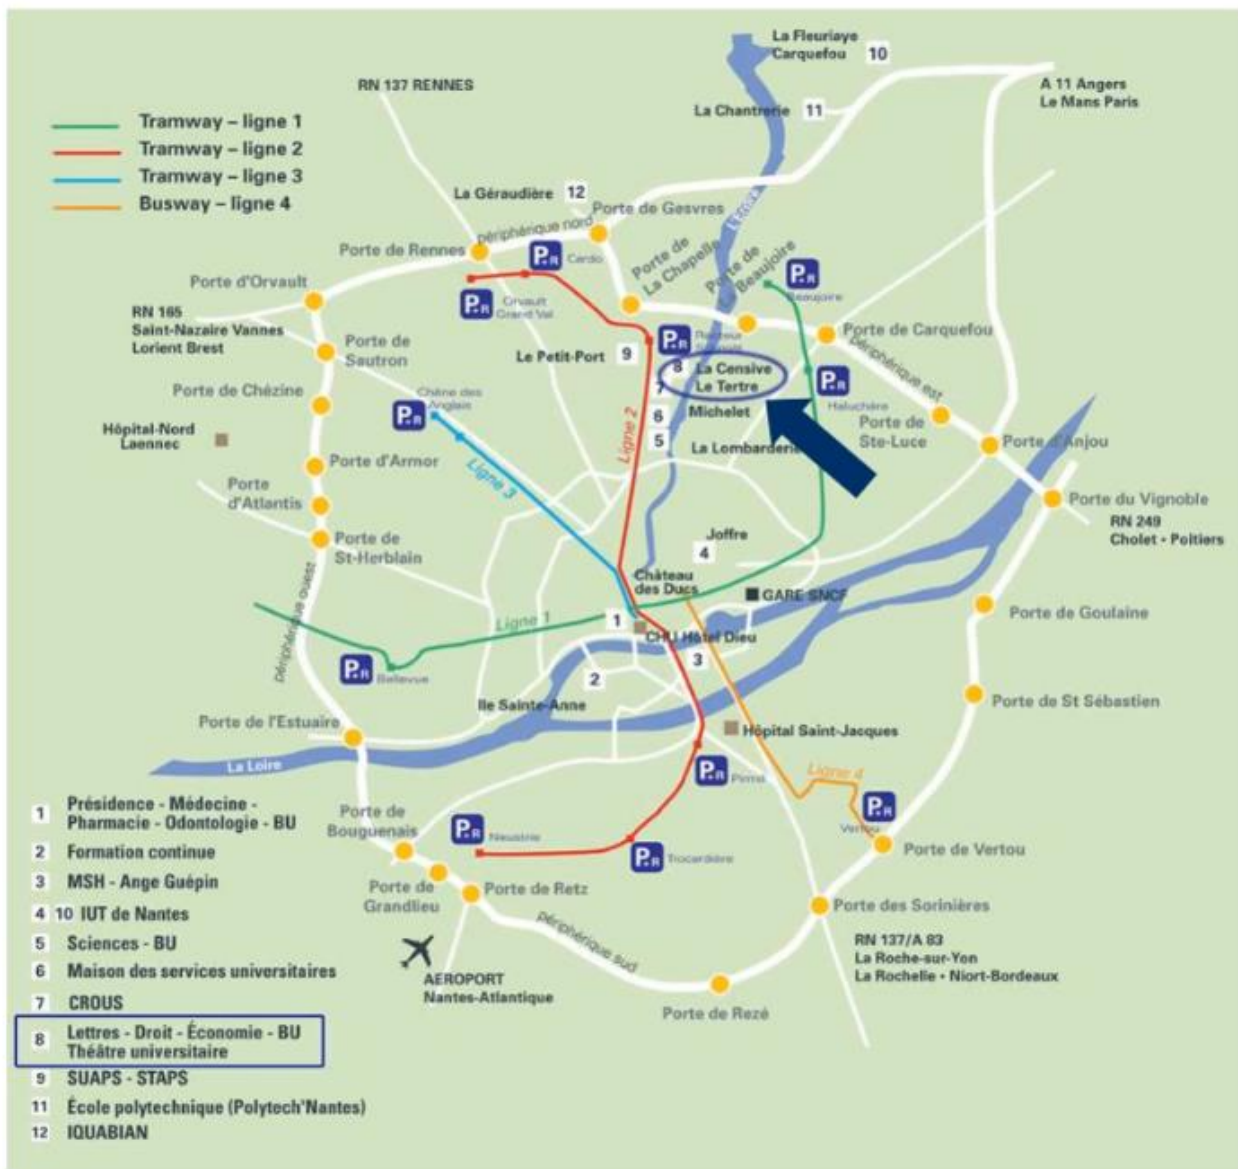 La Fleuriaye
Carquefou 10
RN 137 RENNES
A 11 Angers
Le Mans Paris
La Chantrerie 11
Tramway – ligne 1
Tramway – ligne 2
Tramway – ligne 3
Busway – ligne 4
La Géraudière 12
Porte de Gesvres
périphérique nord
Porte de Rennes
P+R Cardo
Porte de
La Chapelle
Porte de
la Beaujoire
L'Erdre
P+R
Beaujoire
Porte d'Orvault
P+R
Orvault
Grand Val
RN 165
Saint-Nazaire Vannes
Lorient Brest
Porte de Carquefou
périphérique est
Porte de
Sautron
Le Petit-Port 9
P+R
8 La Censive
7 Le Tertre
P+R
Haluchère
Porte de Chézine
Chêne des
Anglais
P+R
6 Michelet
Porte de
Ste-Luce
Hôpital-Nord
Laennec
Ligne 2
5 La Lombarderie
Porte d'Anjou
Porte d'Armor
Ligne 3
Porte
d'Atlantis
Porte du Vignoble
RN 249
Cholet • Poitiers
Porte de
St-Herblain
Joffre
4
périphérique ouest
Château
des Ducs
GARE SNCF
Porte de Goulaine
Ligne 1
1
CHU Hôtel Dieu
P+R Bellevue
2
3
Ile Sainte-Anne
Porte de St Sébastien
Porte de l'Estuaire
Hôpital Saint-Jacques
La Loire
P+R Pirmil
Ligne 4
P+R
Vertou
Porte de
Bouguenais
P+R Neustrie
P+R Trocardière
Porte de Vertou
Porte de
Grandlieu
Porte de Retz
Porte des Sorinières
périphérique sud
RN 137/A 83
La Roche-sur-Yon
La Rochelle • Niort-Bordeaux
AEROPORT
Nantes-Atlantique
Porte de Rezé
1 Présidence - Médecine -
Pharmacie - Odontologie - BU
2 Formation continue
3 MSH - Ange Guépin
4 10 IUT de Nantes
5 Sciences - BU
6 Maison des services universitaires
7 CROUS
8 Lettres - Droit - Économie - BU
Théâtre universitaire
9 SUAPS - STAPS
11 École polytechnique (Polytech'Nantes)
12 IQUABIAN